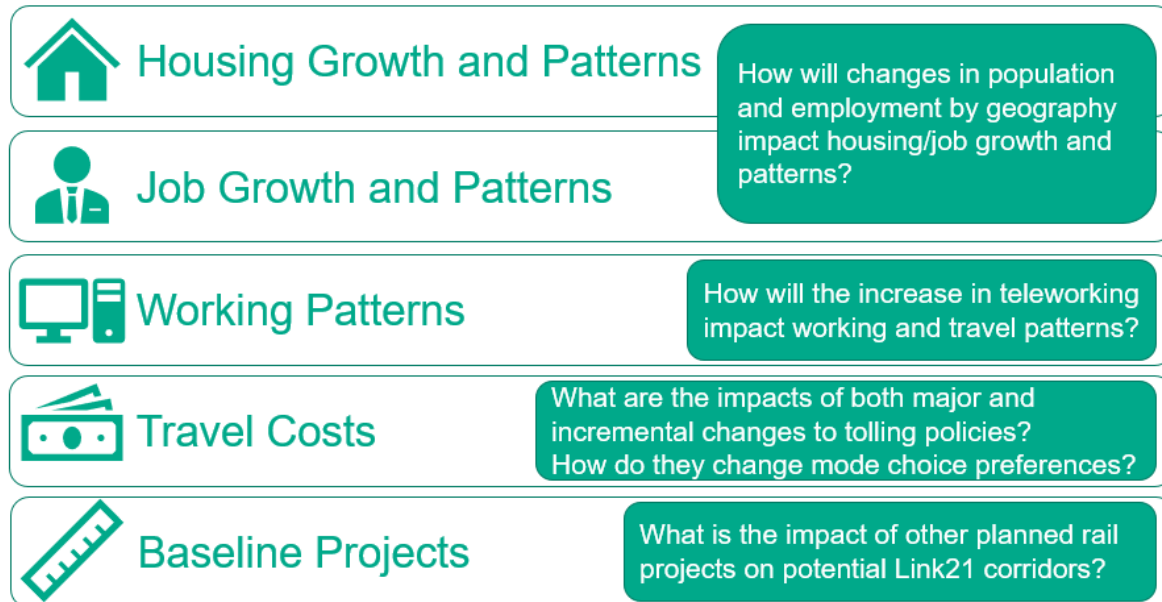 Housing Growth and Patterns
How will changes in population
and employment by geography
impact housing/job growth and
patterns?
Job Growth and Patterns
Working Patterns
How will the increase in teleworking
impact working and travel patterns?
Travel Costs
What are the impacts of both major and
incremental changes to tolling policies?
How do they change mode choice preferences?
Baseline Projects
What is the impact of other planned rail
projects on potential Link21 corridors?